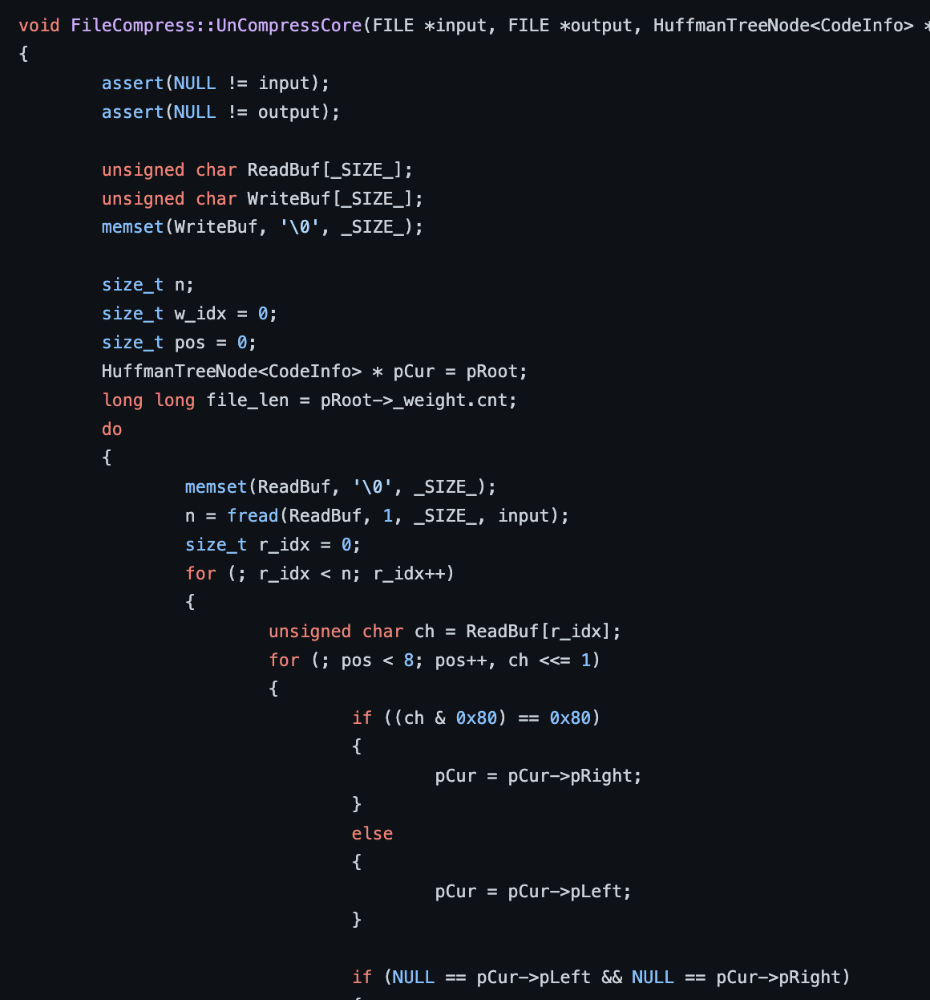 void FileCompress::UnCompressCore(FILE *input, FILE *output, HuffmanTreeNode<CodeInfo> *
{
assert(NULL != input);
assert(NULL != output);
unsigned char ReadBuf[_SIZE_];
unsigned char WriteBuf[_SIZE_];
memset(WriteBuf, '\0', _SIZE_);
size_t n;
size_t w_idx = 0;
size_t pos = 0;
HuffmanTreeNode<CodeInfo> * pCur = pRoot;
long long file_len = pRoot->_weight.cnt;
do
{
memset(ReadBuf, '\0', _SIZE_);
n = fread(ReadBuf, 1, _SIZE_, input);
size_t r_idx = 0;
for (; r_idx < n; r_idx++)
{
unsigned char ch = ReadBuf[r_idx];
for (; pos < 8; pos++, ch <<= 1)
{
if ((ch & 0x80) == 0x80)
{
pCur = pCur->pRight;
}
else
{
pCur = pCur->pLeft;
}
if (NULL == pCur->pLeft && NULL == pCur->pRight)